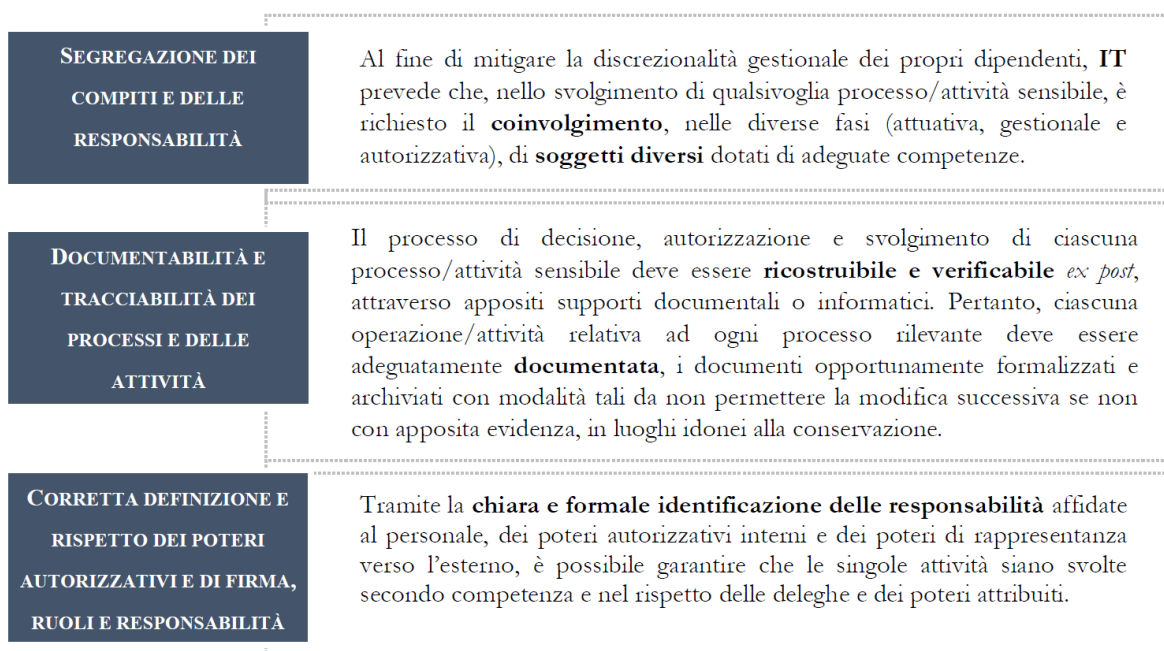 SEGREGAZIONE DEI
COMPITI E DELLE
RESPONSABILITÀ
Al fine di mitigare la discrezionalità gestionale dei propri dipendenti, IT
prevede che, nello svolgimento di qualsivoglia processo/attività sensibile, è
richiesto il coinvolgimento, nelle diverse fasi (attuativa, gestionale e
autorizzativa), di soggetti diversi dotati di adeguate competenze.
DOCUMENTABILITÀ E
TRACCIABILITÀ DEI
PROCESSI E DELLE
ATTIVITÀ
Il processo di decisione, autorizzazione e svolgimento di ciascuna
processo/attività sensibile deve essere ricostruibile e verificabile ex post,
attraverso appositi supporti documentali o informatici. Pertanto, ciascuna
operazione/attività relativa ad ogni processo rilevante deve essere
adeguatamente documentata, i documenti opportunamente formalizzati e
archiviati con modalità tali da non permettere la modifica successiva se non
con apposita evidenza, in luoghi idonei alla conservazione.
CORRETTA DEFINIZIONE E
RISPETTO DEI POTERI
AUTORIZZATIVI E DI FIRMA,
RUOLI E RESPONSABILITÀ
Tramite la chiara e formale identificazione delle responsabilità affidate
al personale, dei poteri autorizzativi interni e dei poteri di rappresentanza
verso l'esterno, è possibile garantire che le singole attività siano svolte
secondo competenza e nel rispetto delle deleghe e dei poteri attribuiti.